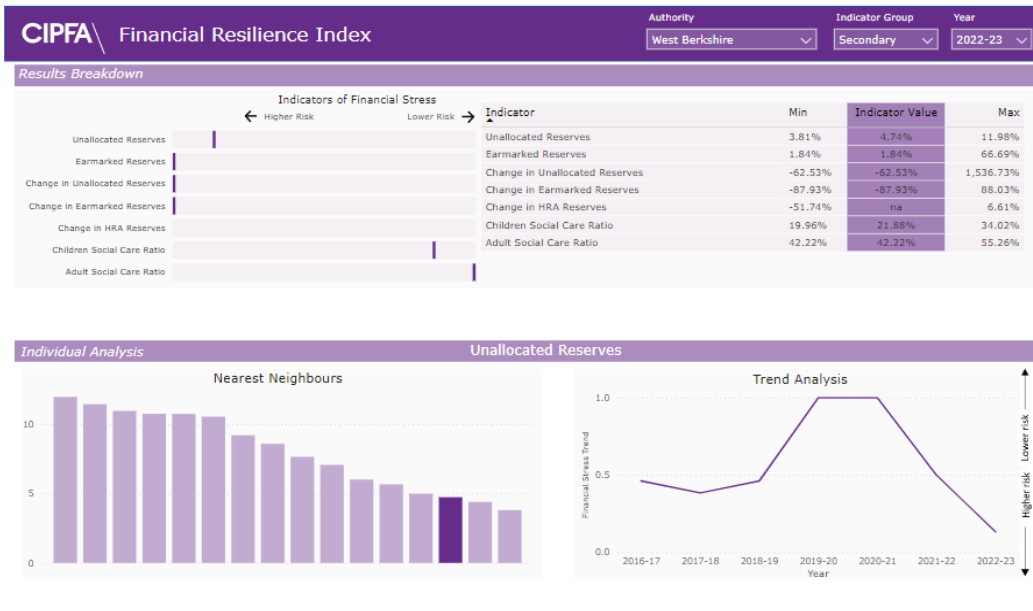 CIPFA\ Financial Resilience Index
Authority Indicator Group Year
West Berkshire Secondary 2022-23
Results Breakdown
Indicators of Financial Stress
← Higher Risk Lower Risk →
Unallocated Reserves
Earmarked Reserves
Change in Unallocated Reserves
Change in Earmarked Reserves
Change in HRA Reserves
Children Social Care Ratio
Adult Social Care Ratio
Indicator Min Indicator Value Max
Unallocated Reserves 3.81% 4.74% 11.98%
Earmarked Reserves 1.84% 1.84% 66.69%
Change in Unallocated Reserves -62.53% -62.53% 1,536.73%
Change in Earmarked Reserves -87.93% -87.93% 88.03%
Change in HRA Reserves -51.74% na 6.61%
Children Social Care Ratio 19.96% 21.88% 34.02%
Adult Social Care Ratio 42.22% 42.22% 55.26%
Individual Analysis Unallocated Reserves
Nearest Neighbours
10
5
0
Trend Analysis
Financial Stress Trend
1.0
0.5
0.0
2016-17 2017-18 2018-19 2019-20 2020-21 2021-22 2022-23
Year
Higher risk Lower risk